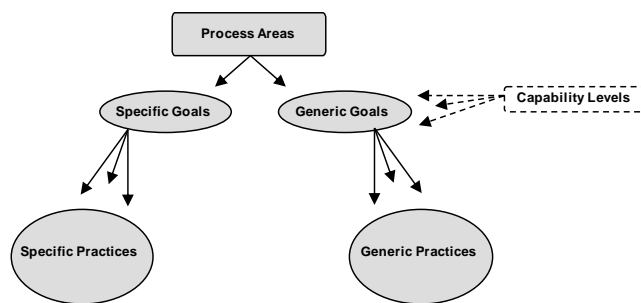 Process Areas
Specific Goals
Generic Goals
Capability Levels
Specific Practices
Generic Practices